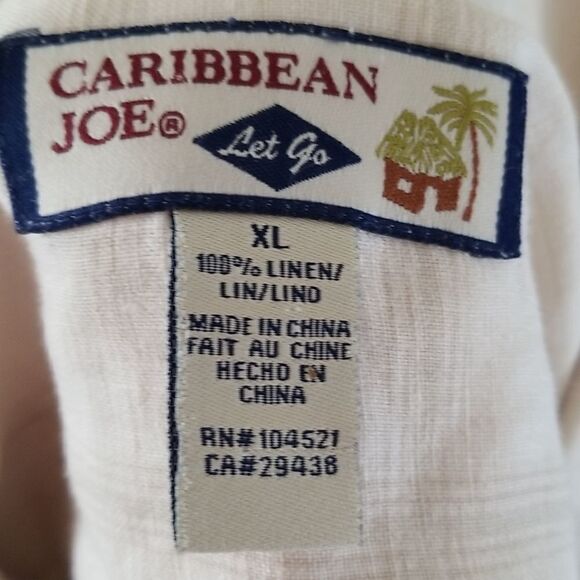 CARIBBEAN
JOE®
Let Go
XL
100% LINEN/
LIN/LINO
MADE IN CHINA
FAIT AU CHINE
HECHO EN
CHINA
RN#104521
CA#29438